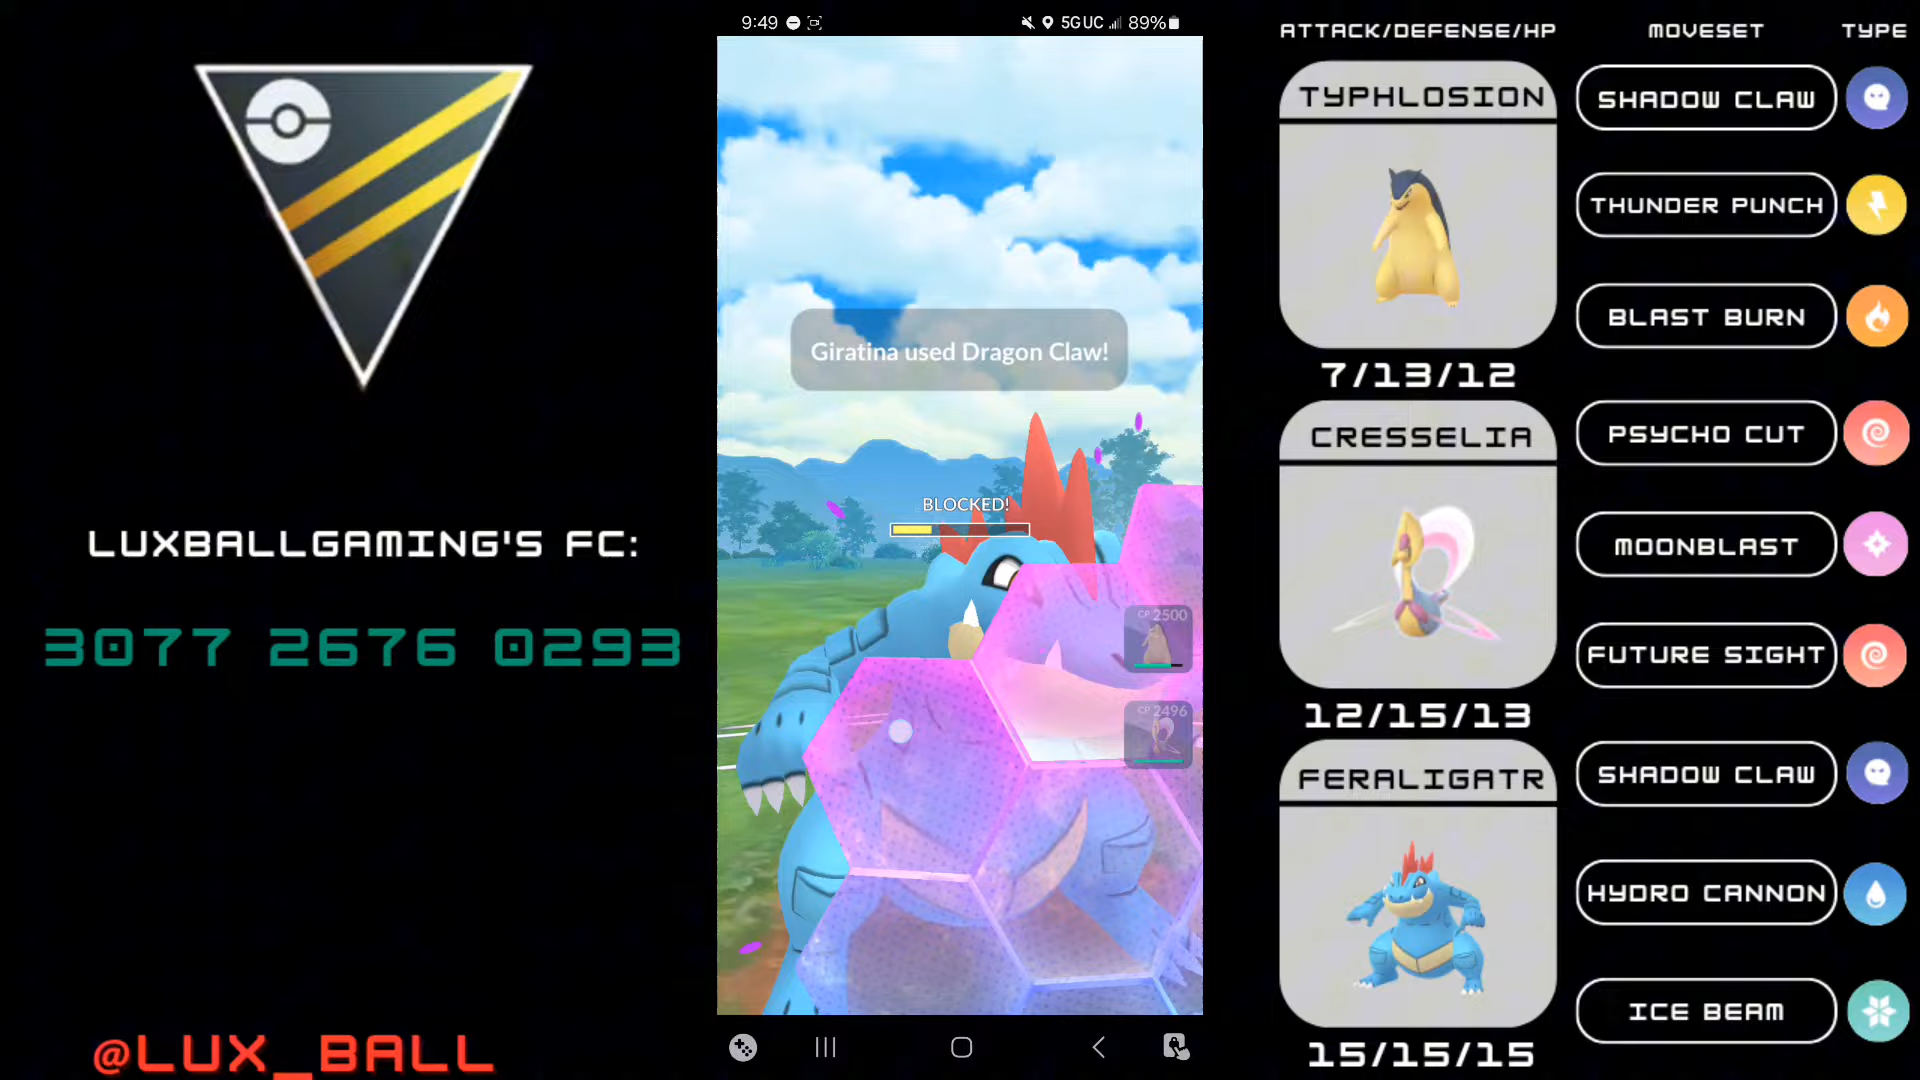 LUXBALLGAMING'S FC:
3077 2676 0293
@LUX_BALL
9:49
5GUC
89%
Giratina used Dragon Claw!
BLOCKED!
CP 2500
CP 2496
ATTACK/DEFENSE/HP
MOVESET
TYPE
TYPHLOSION
7/13/12
SHADOW CLAW
THUNDER PUNCH
BLAST BURN
CRESSELIA
12/15/13
PSYCHO CUT
MOONBLAST
FUTURE SIGHT
FERALIGATR
15/15/15
SHADOW CLAW
HYDRO CANNON
ICE BEAM